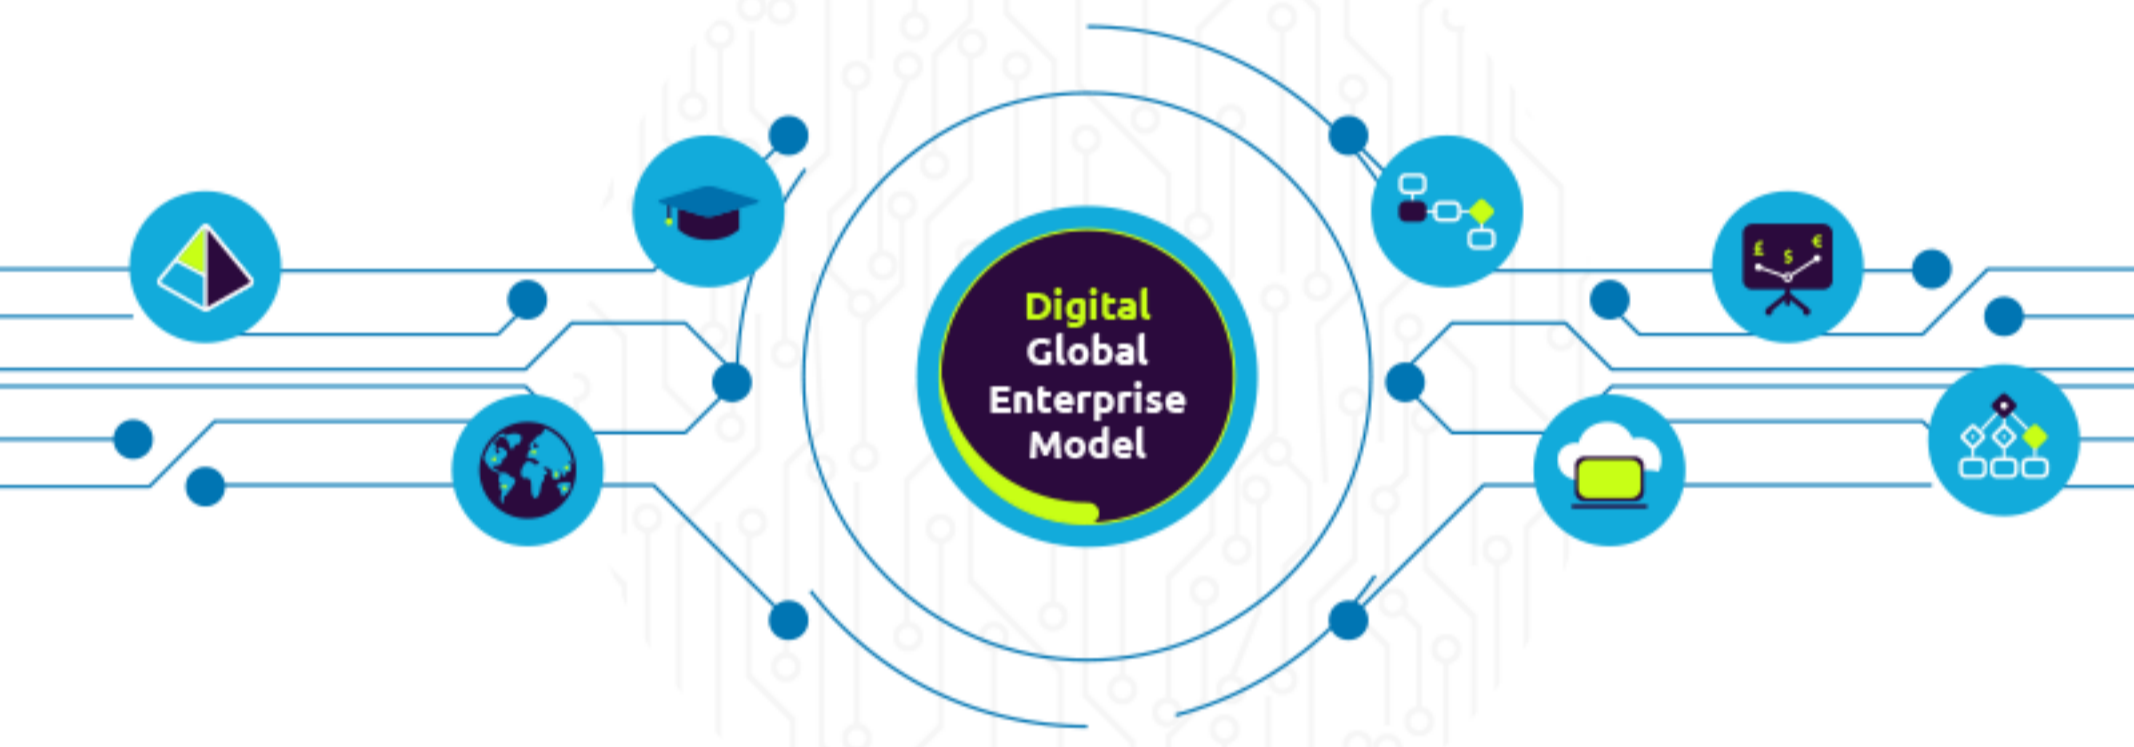 Digital
Global
Enterprise
Model
£ $ €